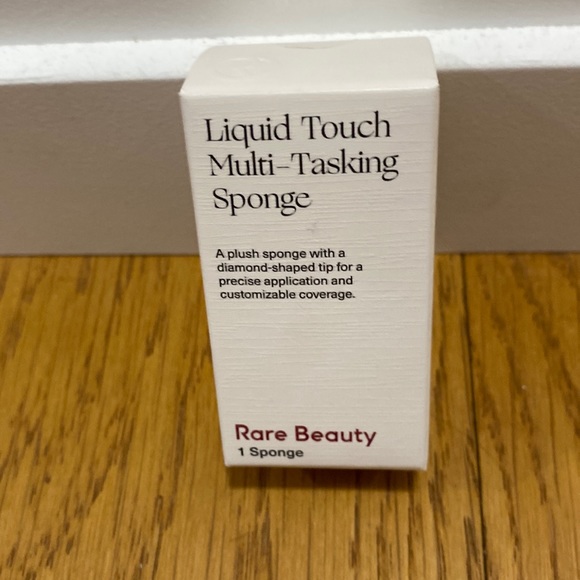 Liquid Touch
Multi-Tasking
Sponge
A plush sponge with a
diamond-shaped tip for a
precise application and
customizable coverage.
Rare Beauty
1 Sponge